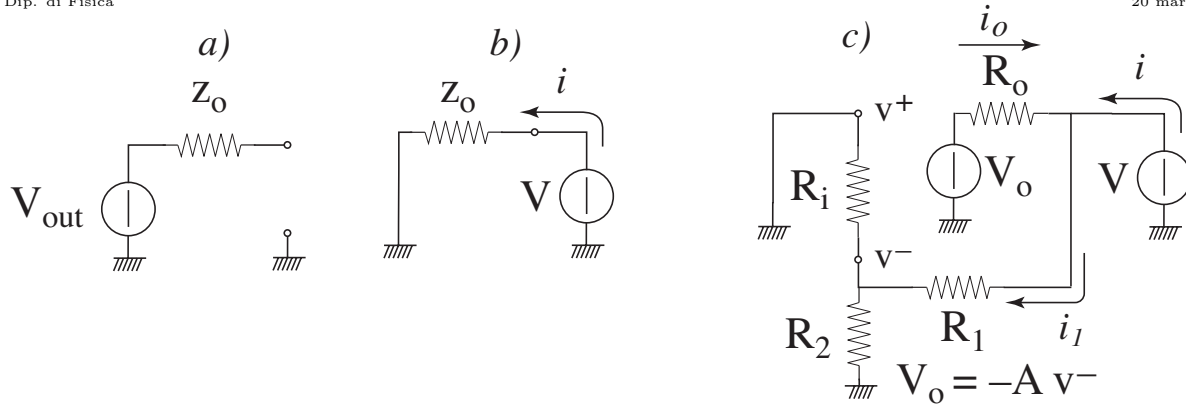 Dip. di Fisica
20 mar
a)
z_o
V_out
b)
z_o
i
V
c)
i_o
R_o
i
v⁺
R_i
V_o
V
v⁻
R_2
R_1
i_1
V_o = –A v⁻